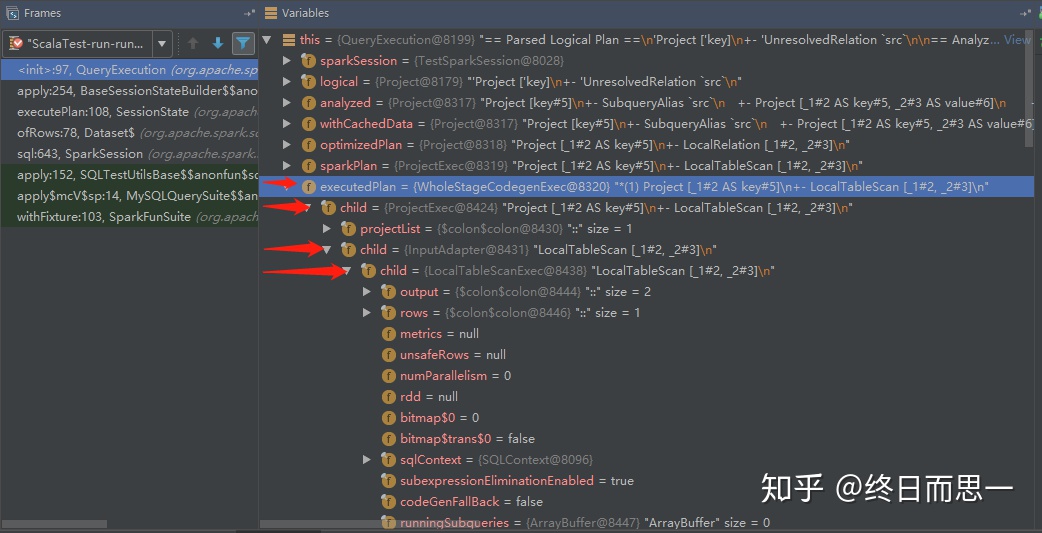 Frames
"ScalaTest-run-run...
<init>:97, QueryExecution (org.apache.sp
apply:254, BaseSessionStateBuilder$$ano
executePlan:108, SessionState (org.apac
ofRows:78, Dataset$ (org.apache.spark.
sql:643, SparkSession (org.apache.spark
apply:152, SQLTestUtilsBase$$anonfun$s
apply$mcV$sp:14, MySQLQuerySuite$$an
withFixture:103, SparkFunSuite (org.apac
Variables
this = {QueryExecution@8199} "== Parsed Logical Plan ==\n'Project ['key]\n+- 'UnresolvedRelation `src`\n\n== Analyz... View
sparkSession = {TestSparkSession@8028}
logical = {Project@8179} "'Project ['key]\n+- 'UnresolvedRelation `src`\n"
analyzed = {Project@8317} "Project [key#5]\n+- SubqueryAlias `src`\n   +- Project [_1#2 AS key#5, _2#3 AS value#6]\n
withCachedData = {Project@8317} "Project [key#5]\n+- SubqueryAlias `src`\n   +- Project [_1#2 AS key#5, _2#3 AS value#6
optimizedPlan = {Project@8318} "Project [_1#2 AS key#5]\n+- LocalRelation [_1#2, _2#3]\n"
sparkPlan = {ProjectExec@8319} "Project [_1#2 AS key#5]\n+- LocalTableScan [_1#2, _2#3]\n"
executedPlan = {WholeStageCodegenExec@8320} "*(1) Project [_1#2 AS key#5]\n+- LocalTableScan [_1#2, _2#3]\n"
child = {ProjectExec@8424} "Project [_1#2 AS key#5]\n+- LocalTableScan [_1#2, _2#3]\n"
projectList = {$colon$colon@8430} "::" size = 1
child = {InputAdapter@8431} "LocalTableScan [_1#2, _2#3]\n"
child = {LocalTableScanExec@8438} "LocalTableScan [_1#2, _2#3]\n"
output = {$colon$colon@8444} "::" size = 2
rows = {$colon$colon@8446} "::" size = 1
metrics = null
unsafeRows = null
numParallelism = 0
rdd = null
bitmap$0 = 0
bitmap$trans$0 = false
sqlContext = {SQLContext@8096}
subexpressionEliminationEnabled = true
codeGenFallBack = false
runningSubqueries = {ArrayBuffer@8447} "ArrayBuffer" size = 0
知乎 @终日而思一